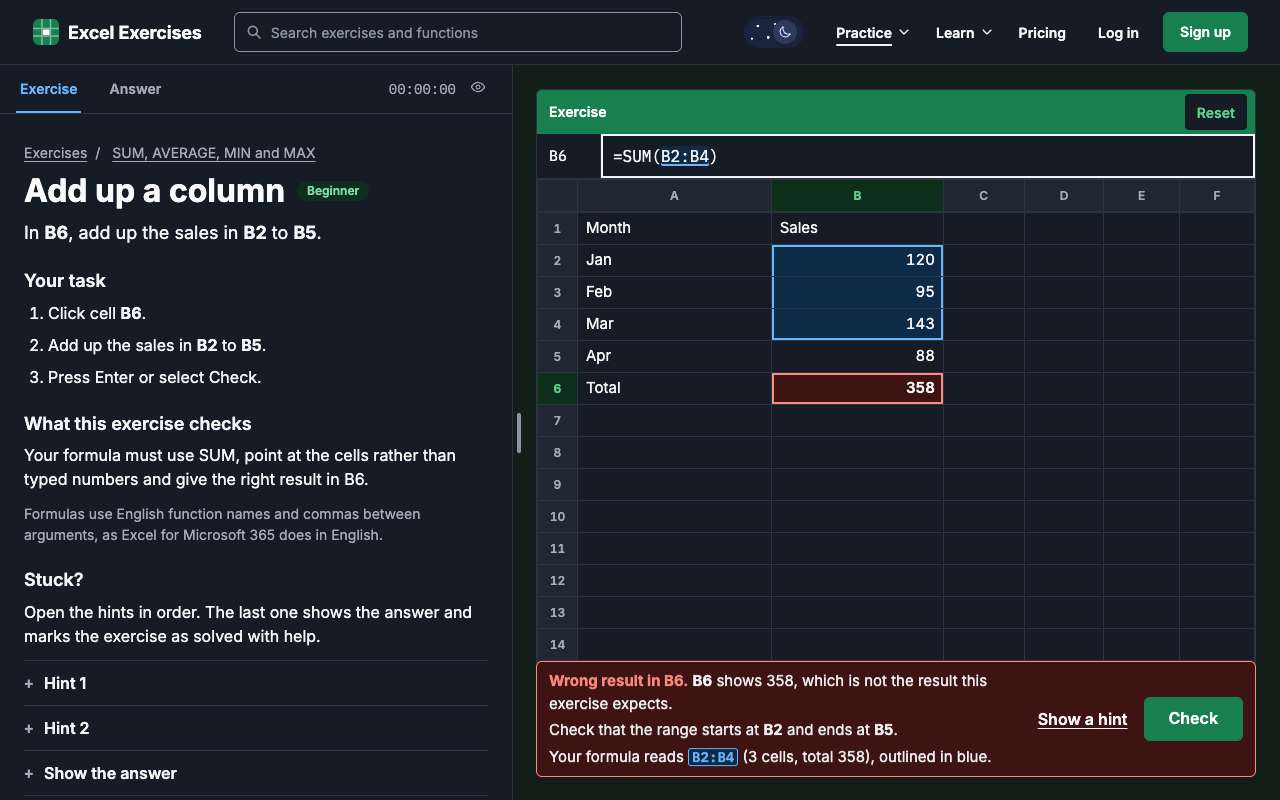 Excel Exercises
Search exercises and functions
Practice
Learn
Pricing
Log in
Sign up
Exercise
Answer
00:00:00
Exercises / SUM, AVERAGE, MIN and MAX
Add up a column
Beginner
In B6, add up the sales in B2 to B5.
Your task
1. Click cell B6.
2. Add up the sales in B2 to B5.
3. Press Enter or select Check.
What this exercise checks
Your formula must use SUM, point at the cells rather than
typed numbers and give the right result in B6.
Formulas use English function names and commas between
arguments, as Excel for Microsoft 365 does in English.
Stuck?
Open the hints in order. The last one shows the answer and
marks the exercise as solved with help.
+ Hint 1
+ Hint 2
+ Show the answer
Exercise
Reset
B6
=SUM(B2:B4)
A B C D E F
1 Month Sales
2 Jan 120
3 Feb 95
4 Mar 143
5 Apr 88
6 Total 358
7
8
9
10
11
12
13
14
Wrong result in B6. B6 shows 358, which is not the result this
exercise expects.
Check that the range starts at B2 and ends at B5.
Your formula reads B2:B4 (3 cells, total 358), outlined in blue.
Show a hint
Check